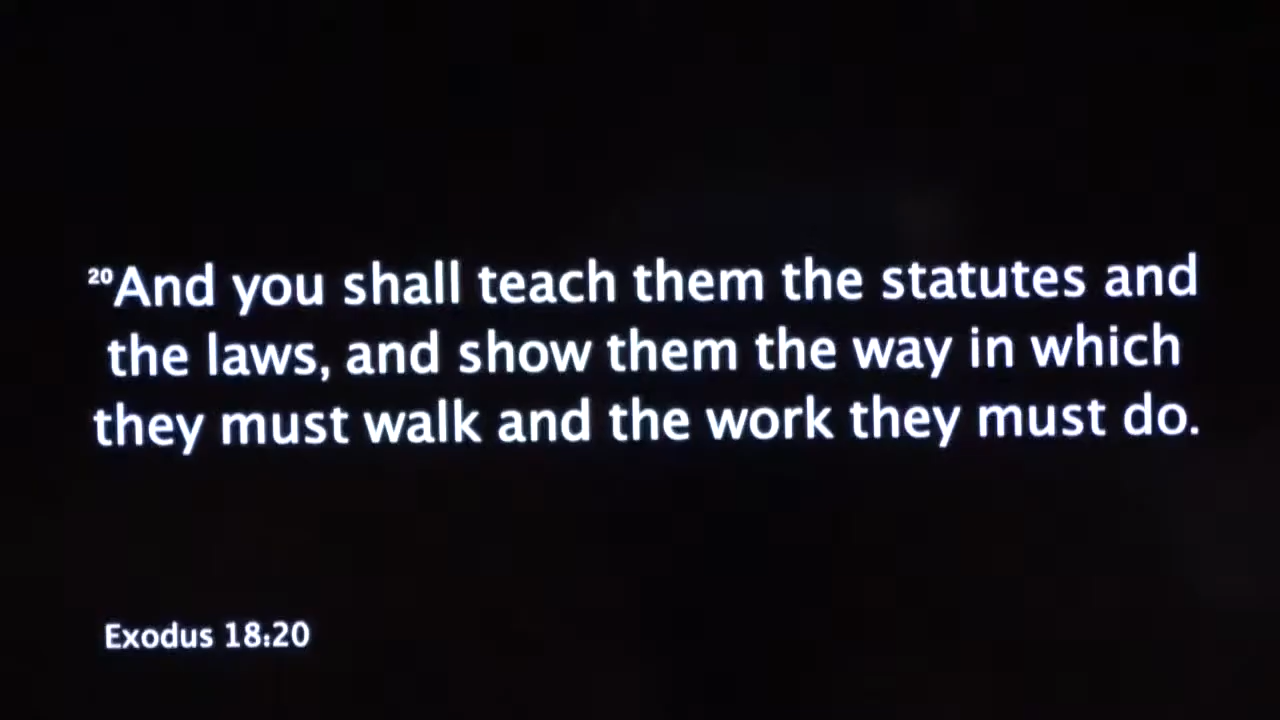 20And you shall teach them the statutes and
the laws, and show them the way in which
they must walk and the work they must do.
Exodus 18:20